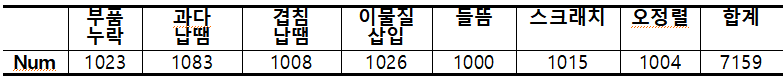 부품 누락 과다 납땜 겹침 납땜 이물질 삽입 들뜸 스크래치 오정렬 합계
Num 1023 1083 1008 1026 1000 1015 1004 7159